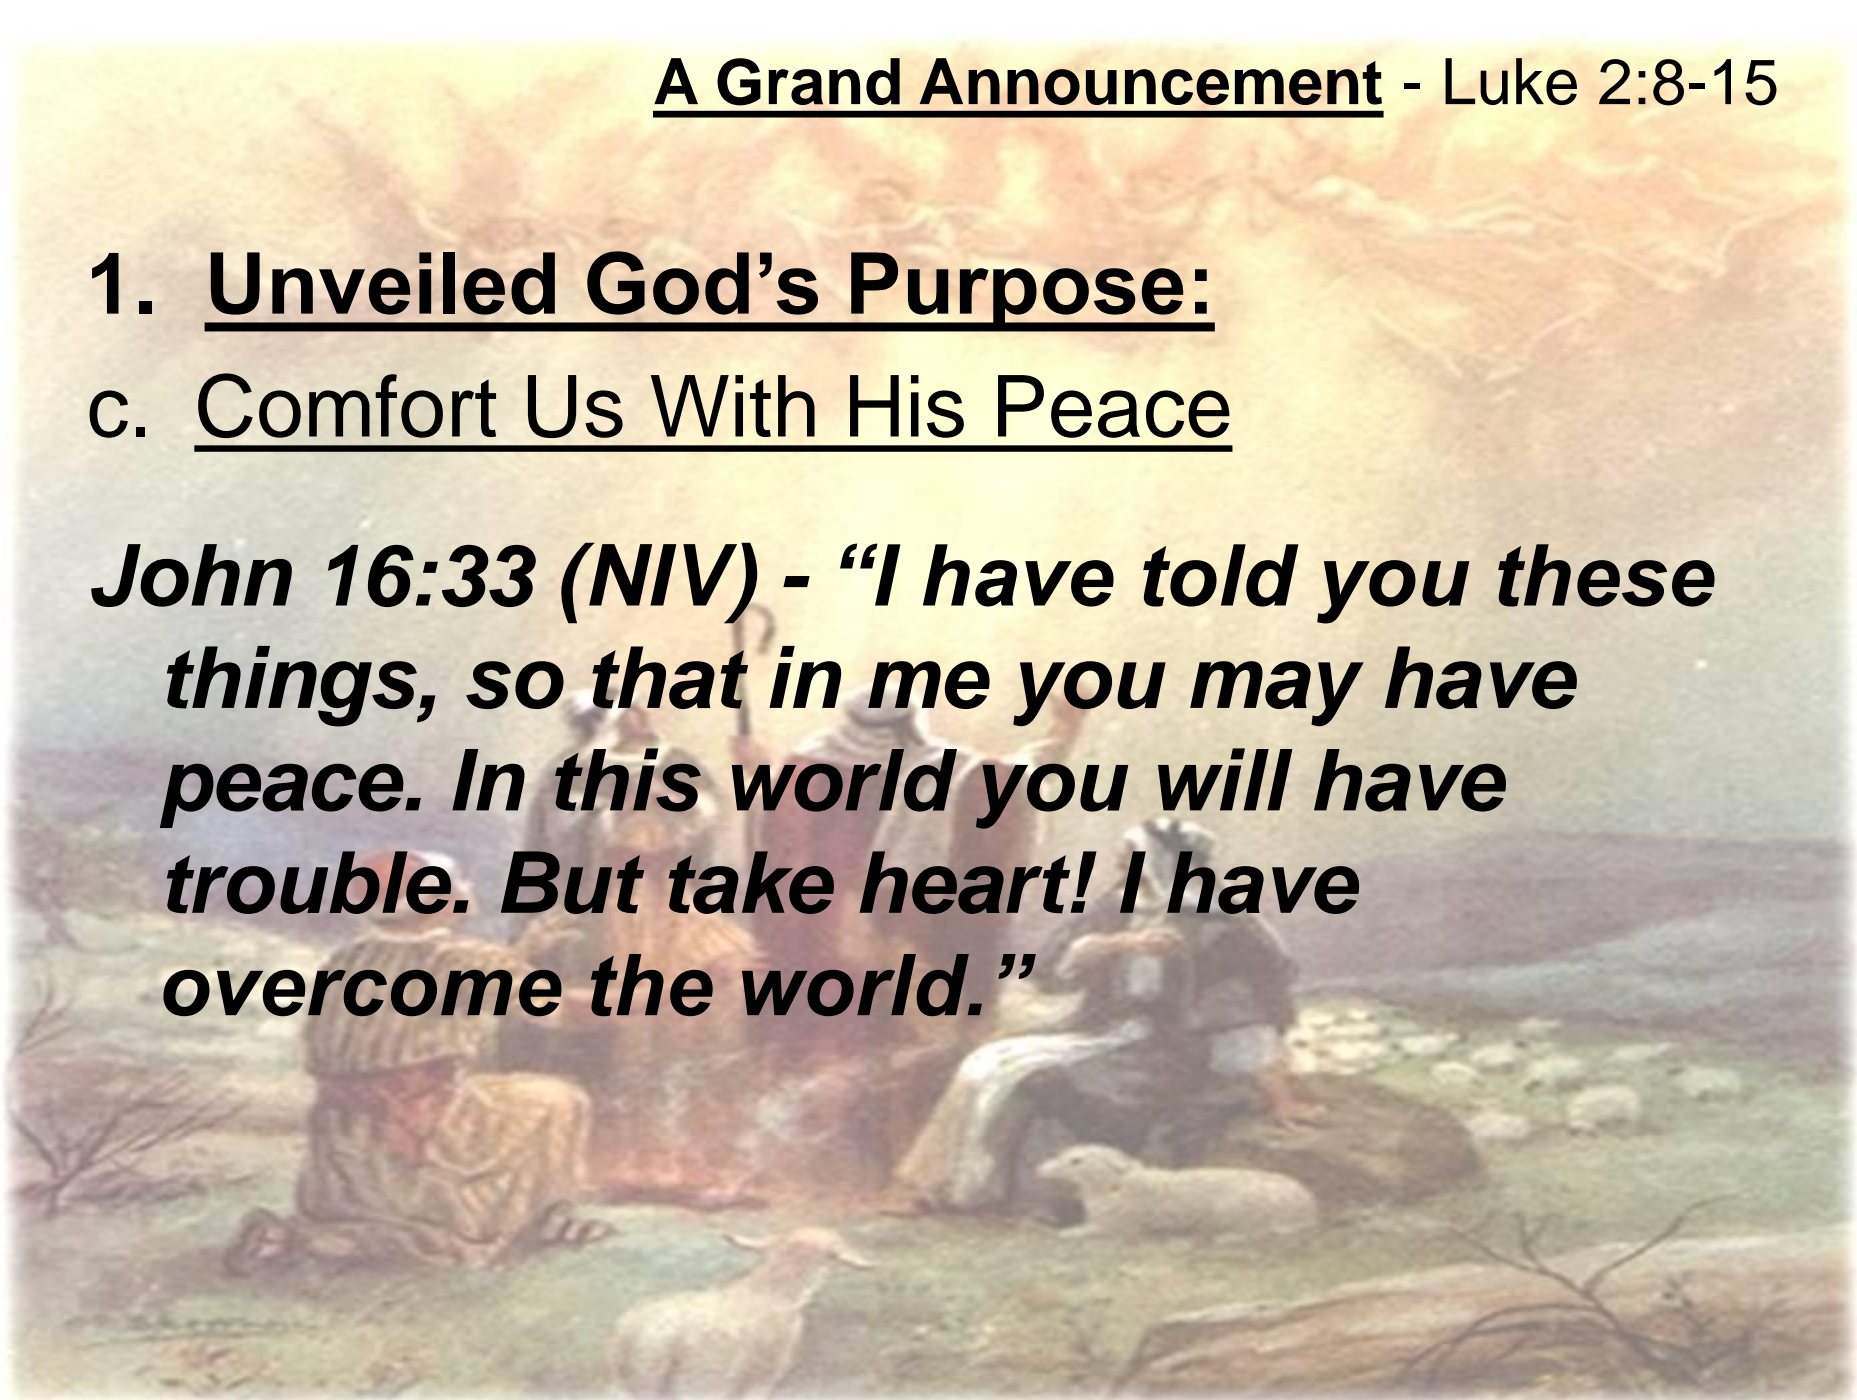 A Grand Announcement - Luke 2:8-15
1. Unveiled God’s Purpose:
c. Comfort Us With His Peace
John 16:33 (NIV) - “I have told you these
things, so that in me you may have
peace. In this world you will have
trouble. But take heart! I have
overcome the world.”